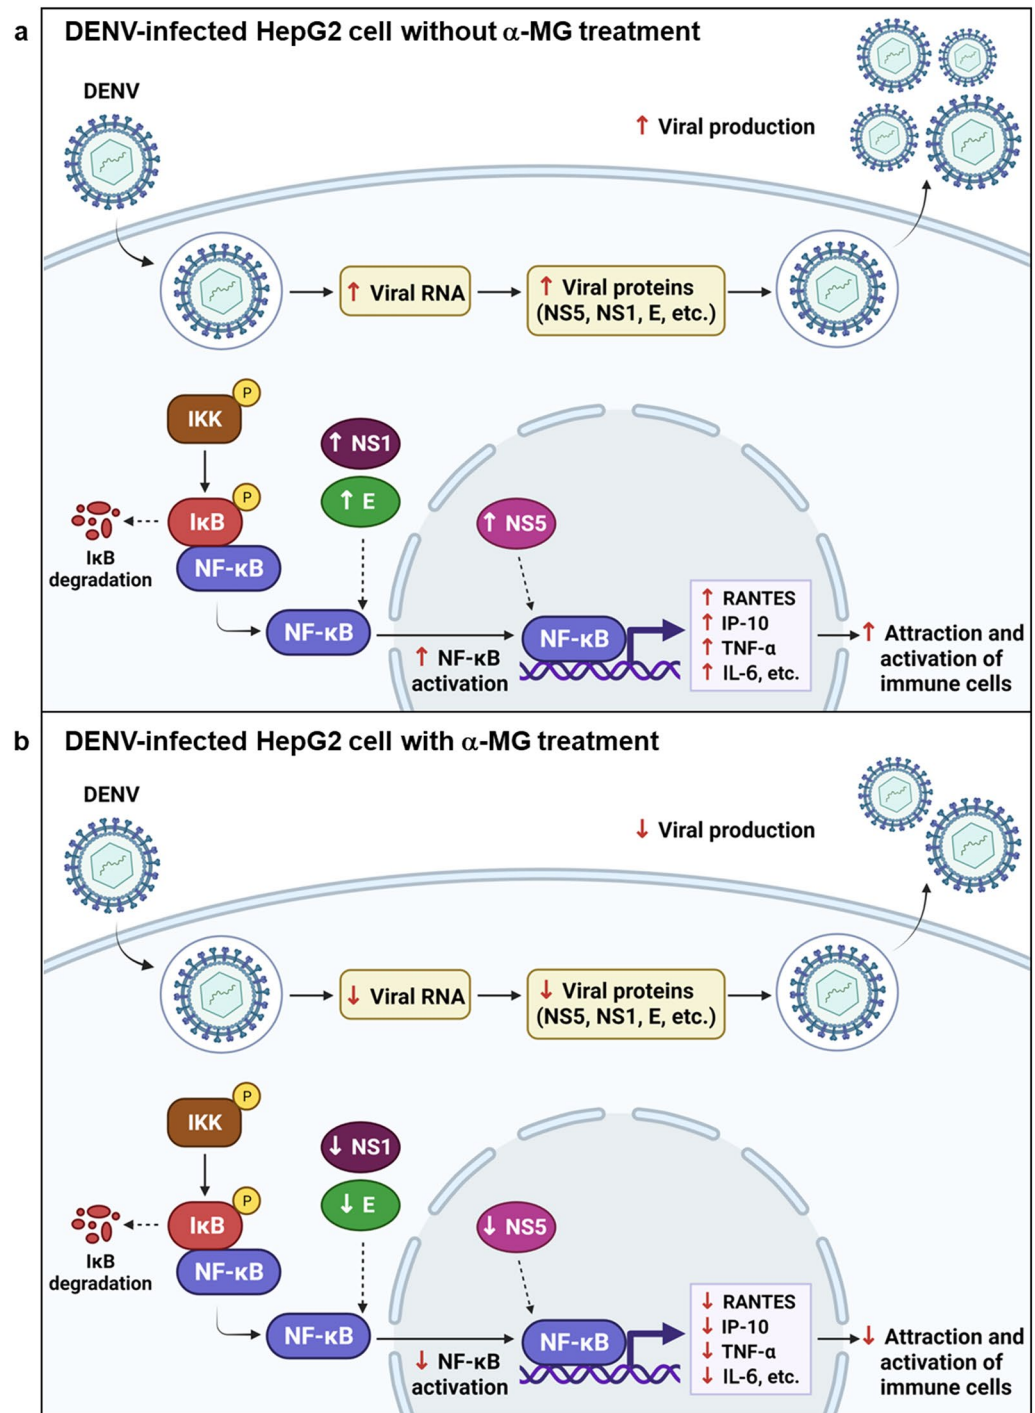 a
DENV-infected HepG2 cell without α-MG treatment
DENV
↑ Viral production
↑ Viral RNA
↑ Viral proteins
(NS5, NS1, E, etc.)
P
IKK
↑ NS1
↑ E
P
IκB
IκB
degradation
NF-κB
↑ NS5
NF-κB
↑ NF-κB
activation
NF-κB
↑ RANTES
↑ IP-10
↑ TNF-α
↑ IL-6, etc.
↑ Attraction and
activation of
immune cells
b
DENV-infected HepG2 cell with α-MG treatment
DENV
↓ Viral production
↓ Viral RNA
↓ Viral proteins
(NS5, NS1, E, etc.)
P
IKK
↓ NS1
↓ E
P
IκB
IκB
degradation
NF-κB
↓ NS5
NF-κB
↓ NF-κB
activation
NF-κB
↓ RANTES
↓ IP-10
↓ TNF-α
↓ IL-6, etc.
↓ Attraction and
activation of
immune cells